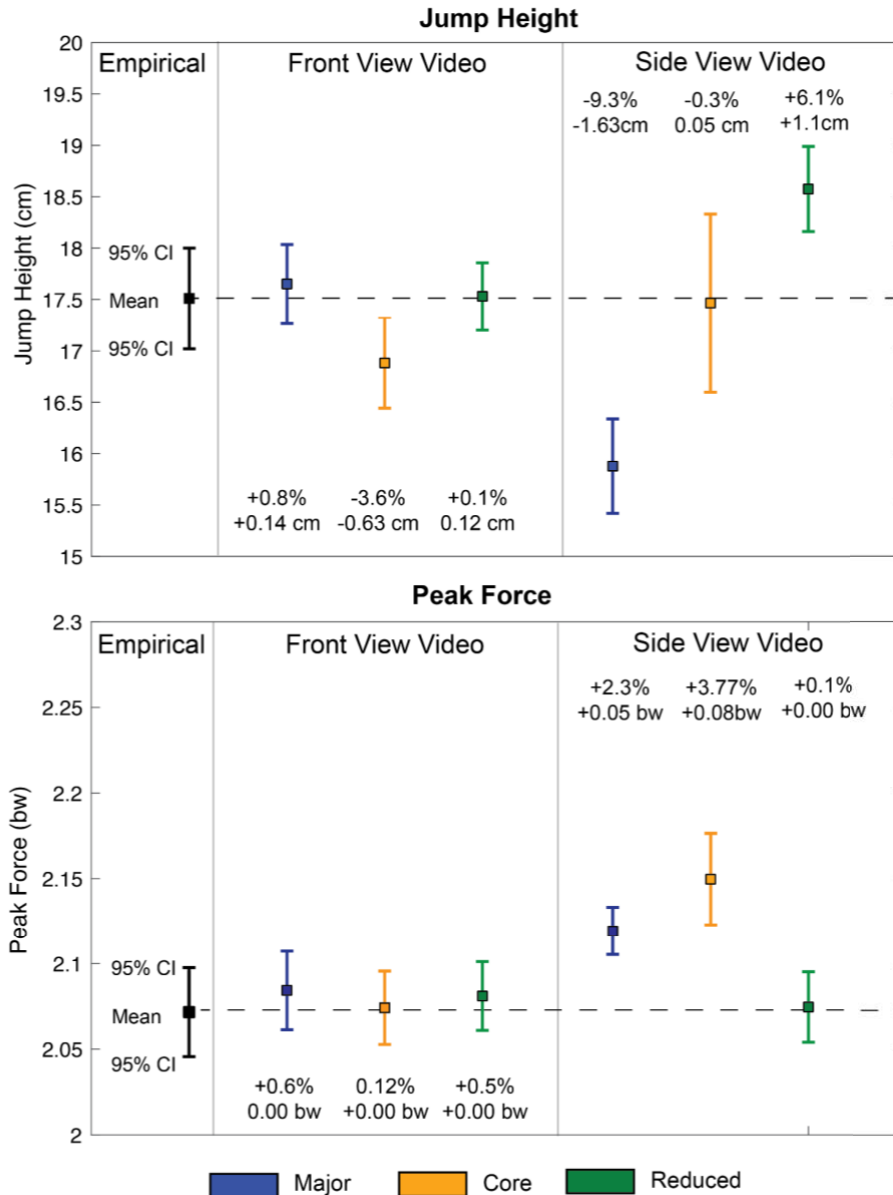 Jump Height
Empirical
Front View Video
Side View Video
20
19.5
19
18.5
18
17.5
17
16.5
16
15.5
15
Jump Height (cm)
95% CI
Mean
95% CI
+0.8%
+0.14 cm
-3.6%
-0.63 cm
+0.1%
0.12 cm
-9.3%
-1.63cm
-0.3%
0.05 cm
+6.1%
+1.1cm
Peak Force
Empirical
Front View Video
Side View Video
2.3
2.25
2.2
2.15
2.1
2.05
2
Peak Force (bw)
95% CI
Mean
95% CI
+0.6%
0.00 bw
0.12%
+0.00 bw
+0.5%
+0.00 bw
+2.3%
+0.05 bw
+3.77%
+0.08bw
+0.1%
+0.00 bw
Major
Core
Reduced